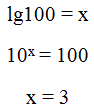 lg100 = x
10ˣ = 100
x = 3